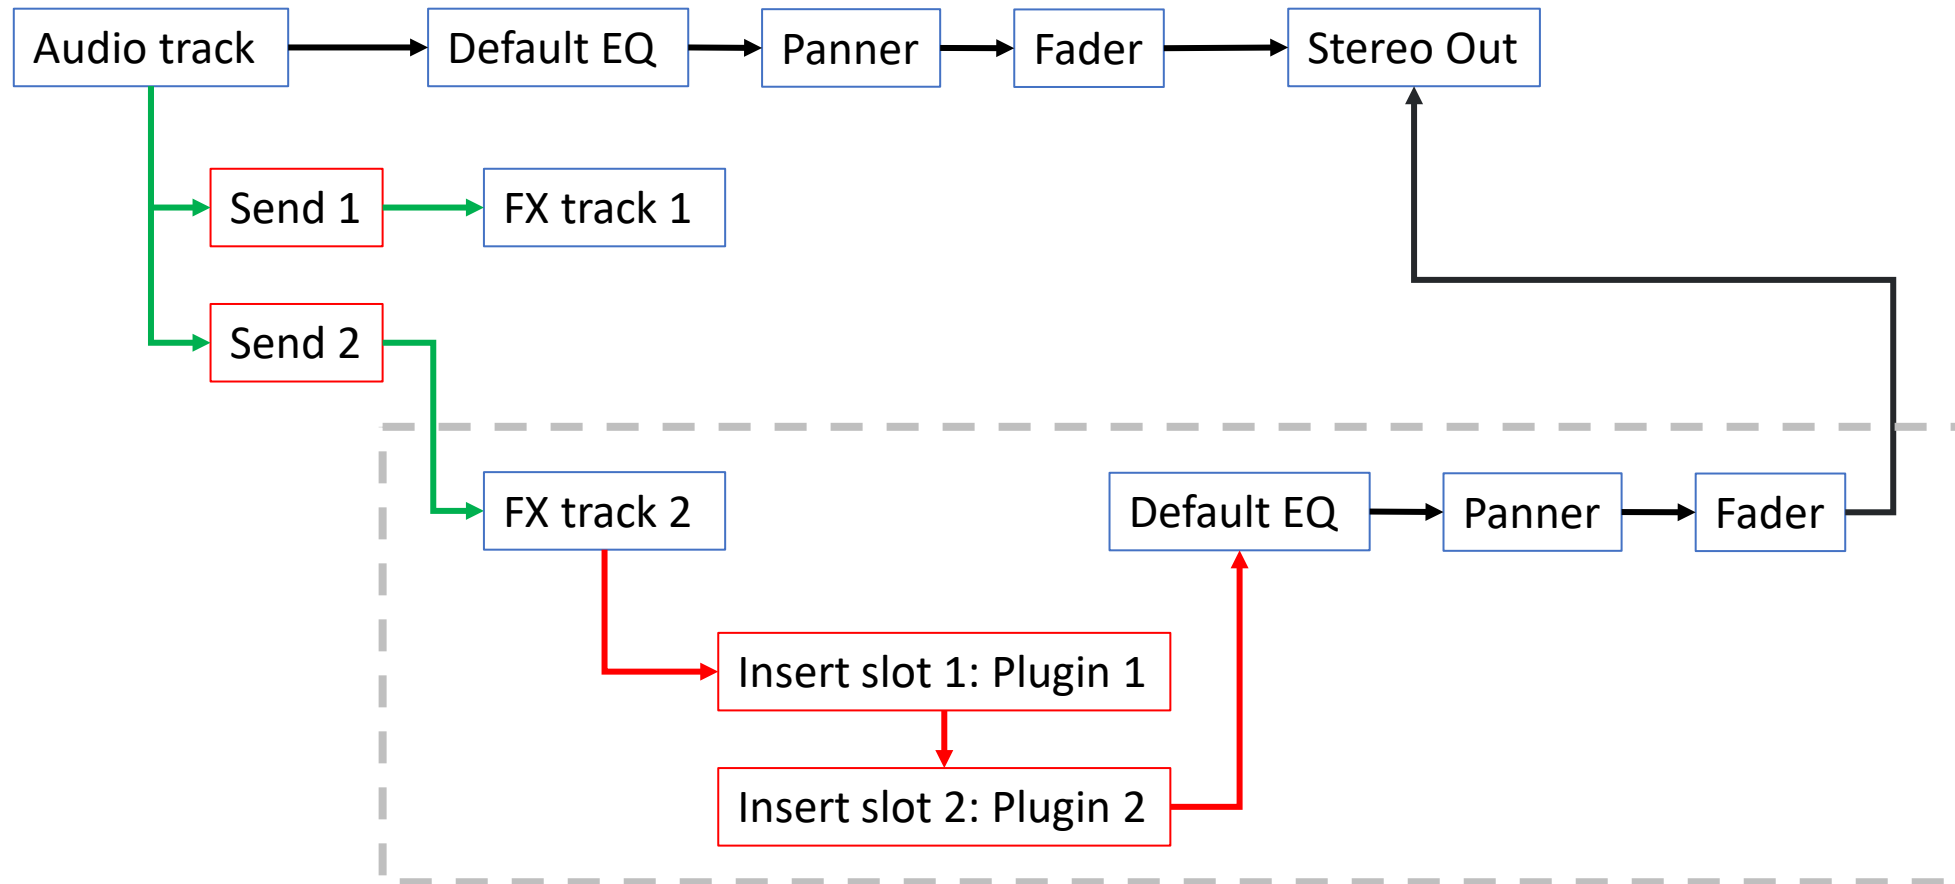 Audio track
Default EQ
Panner
Fader
Stereo Out
Send 1
FX track 1
Send 2
FX track 2
Default EQ
Panner
Fader
Insert slot 1: Plugin 1
Insert slot 2: Plugin 2